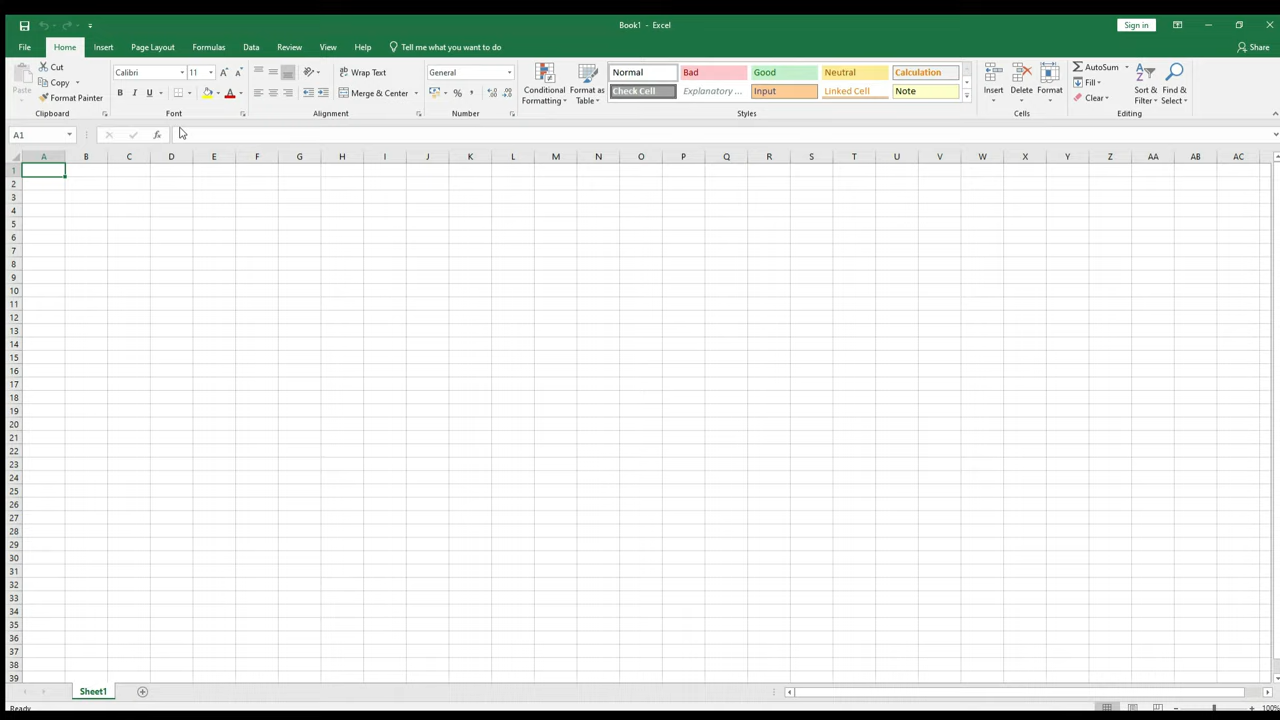 Book1 - Excel
Sign in
File Home Insert Page Layout Formulas Data Review View Help Tell me what you want to do Share
Paste
Cut
Copy
Format Painter
Clipboard
Calibri 11
B I U
Font
Wrap Text
Merge & Center
Alignment
General
%
Number
Conditional Formatting
Format as Table
Normal Bad Good Neutral Calculation
Check Cell Explanatory ... Input Linked Cell Note
Styles
Insert Delete Format
Cells
AutoSum
Fill
Clear
Sort & Filter
Find & Select
Editing
A1 fx
A B C D E F G H I J K L M N O P Q R S T U V W X Y Z AA AB AC
1
2
3
4
5
6
7
8
9
10
11
12
13
14
15
16
17
18
19
20
21
22
23
24
25
26
27
28
29
30
31
32
33
34
35
36
37
38
39
Sheet1
Ready 100%